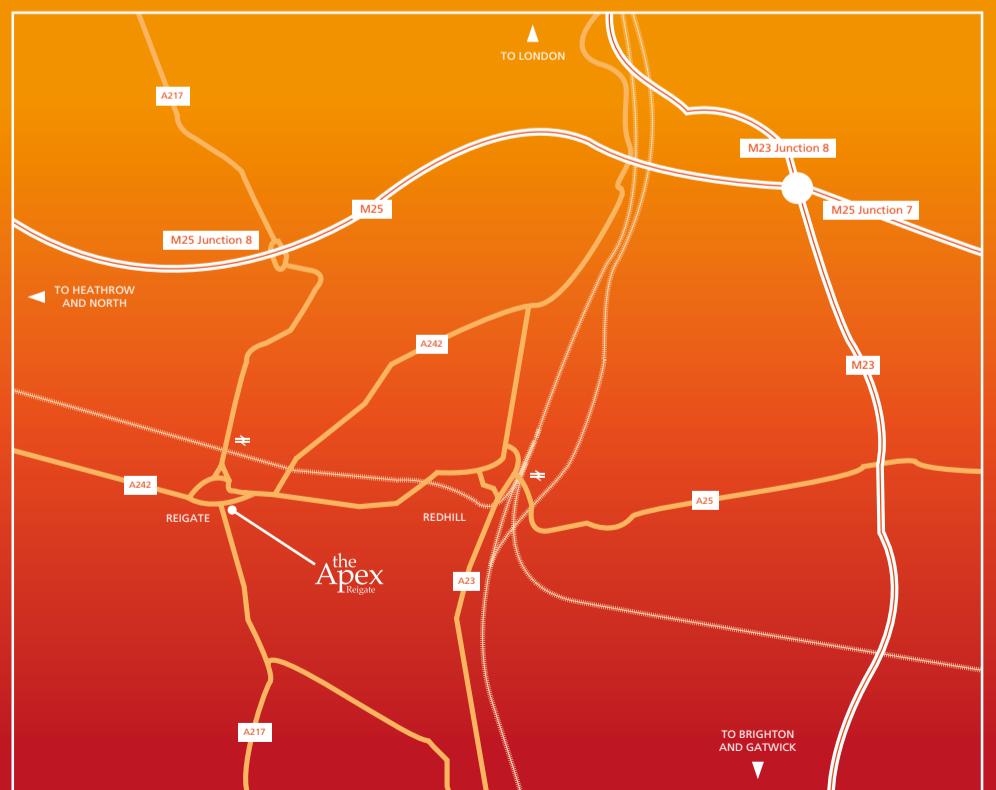 TO LONDON
A217
M23 Junction 8
M25
M25 Junction 7
M25 Junction 8
TO HEATHROW
AND NORTH
A242
M23
A242
A25
REIGATE
REDHILL
the
Apex
Reigate
A23
A217
TO BRIGHTON
AND GATWICK